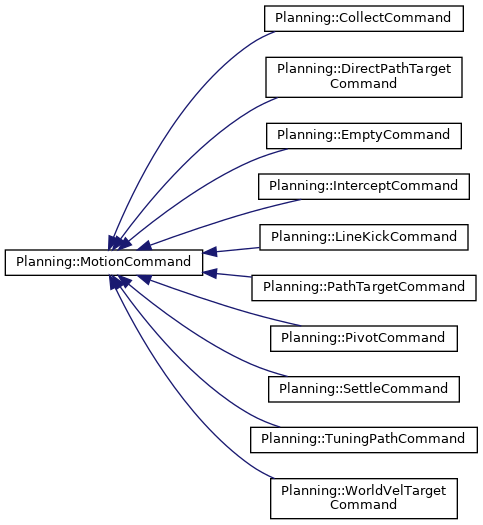 Planning::CollectCommand
Planning::DirectPathTarget
Command
Planning::EmptyCommand
Planning::InterceptCommand
Planning::LineKickCommand
Planning::MotionCommand
Planning::PathTargetCommand
Planning::PivotCommand
Planning::SettleCommand
Planning::TuningPathCommand
Planning::WorldVelTarget
Command